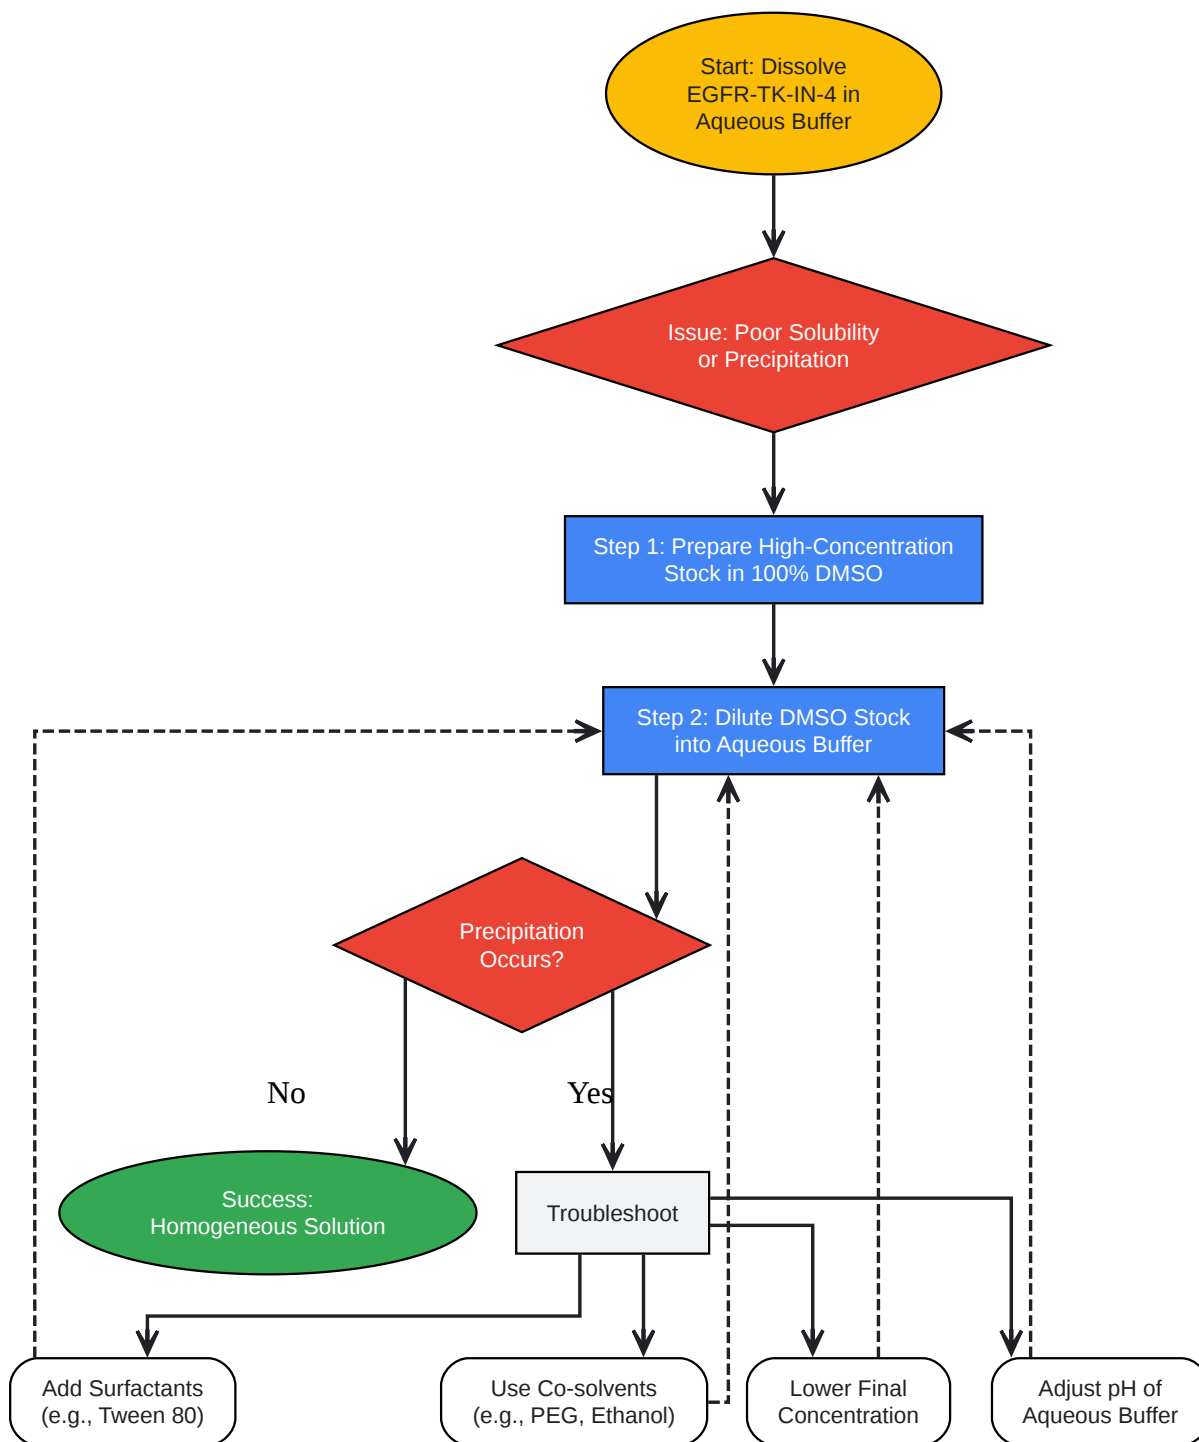 Start: Dissolve
EGFR-TK-IN-4 in
Aqueous Buffer
Issue: Poor Solubility
or Precipitation
Step 1: Prepare High-Concentration
Stock in 100% DMSO
Step 2: Dilute DMSO Stock
into Aqueous Buffer
Precipitation
Occurs?
No
Yes
Success:
Homogeneous Solution
Troubleshoot
Add Surfactants
(e.g., Tween 80)
Use Co-solvents
(e.g., PEG, Ethanol)
Lower Final
Concentration
Adjust pH of
Aqueous Buffer